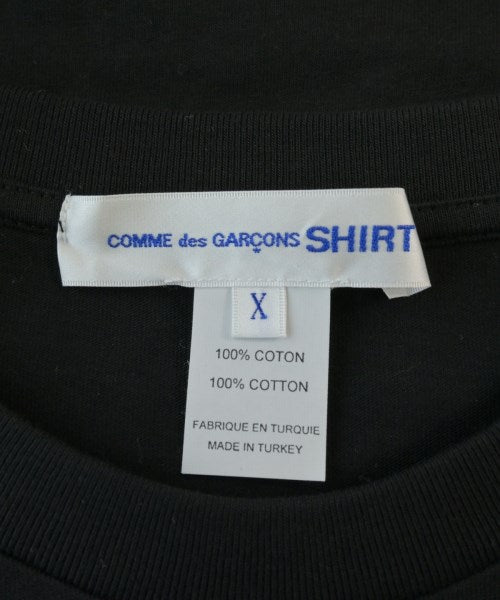 COMME des GARÇONS SHIRT
X
100% COTON
100% COTTON
FABRIQUE EN TURQUIE
MADE IN TURKEY